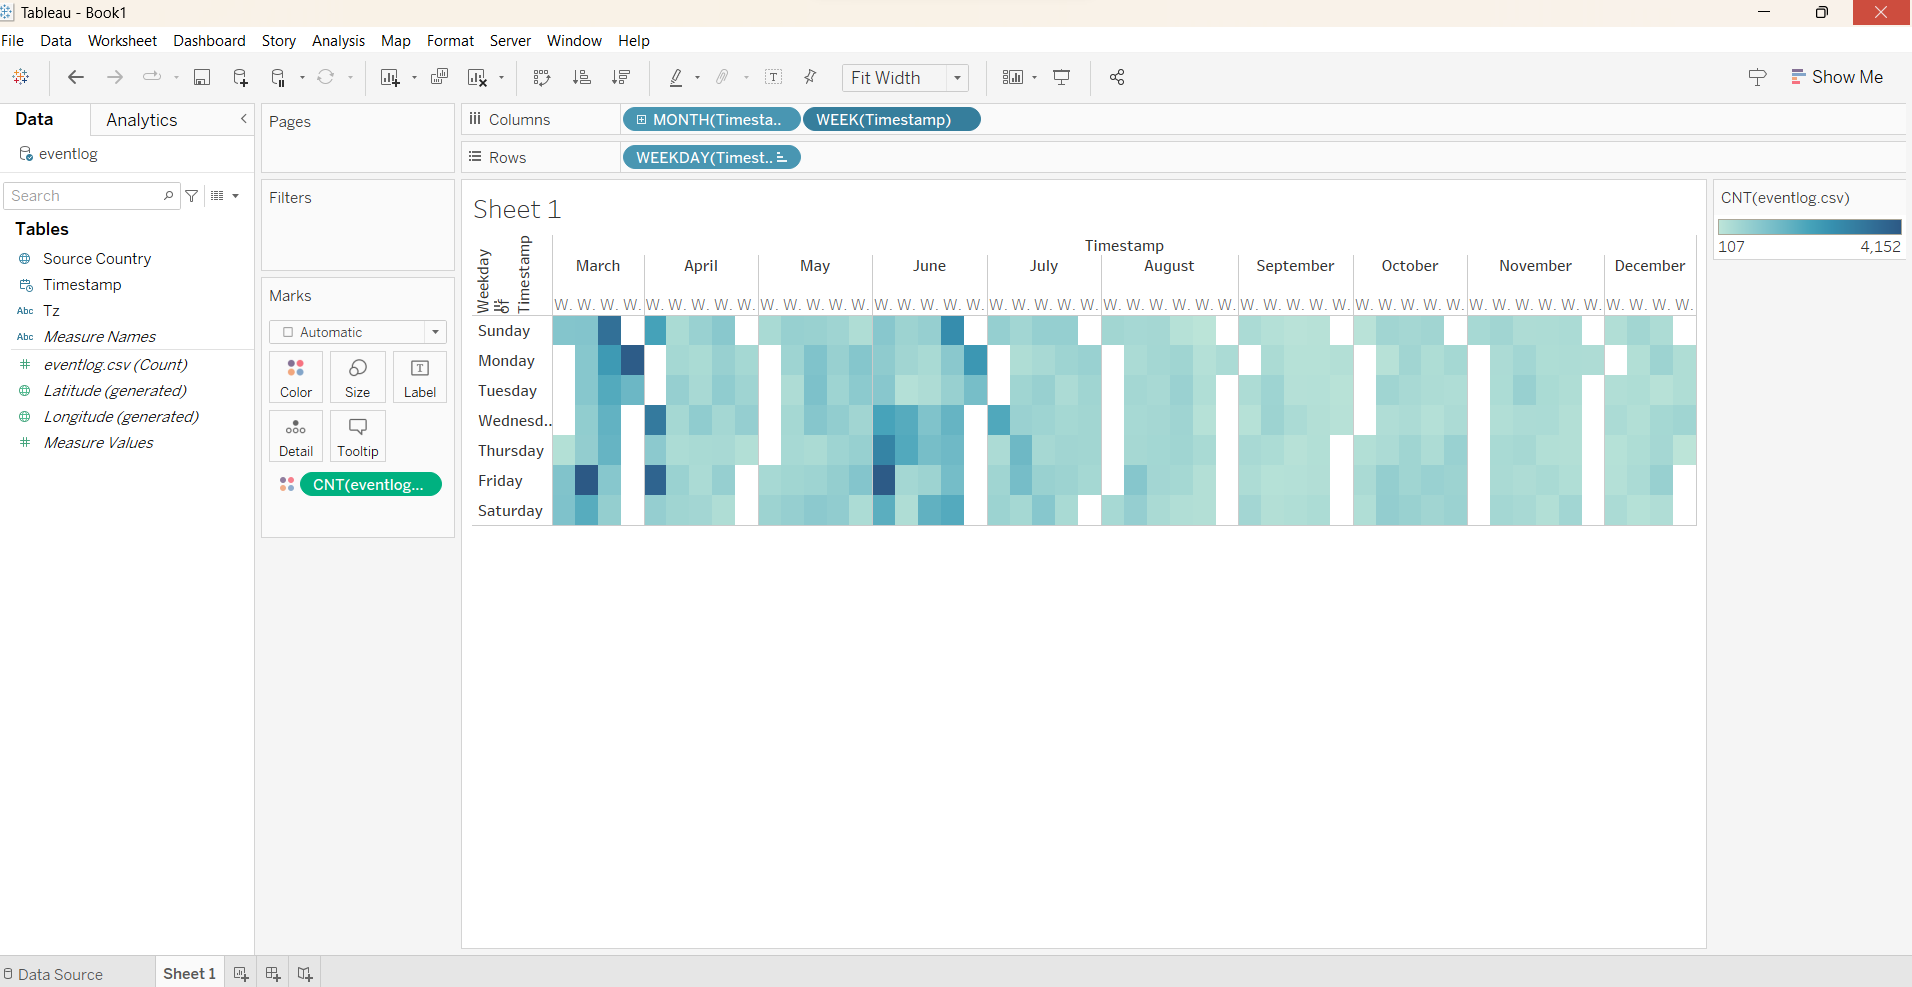 Tableau - Book1
File Data Worksheet Dashboard Story Analysis Map Format Server Window Help
Fit Width
Show Me
Data Analytics
eventlog
Search
Tables
Source Country
Timestamp
Abc Tz
Abc Measure Names
eventlog.csv (Count)
Latitude (generated)
Longitude (generated)
Measure Values
Pages
Filters
Marks
Automatic
Color Size Label
Detail Tooltip
CNT(eventlog...
Columns MONTH(Timesta.. WEEK(Timestamp)
Rows WEEKDAY(Timest..
Sheet 1
Weekday of Timestamp
Timestamp
March April May June July August September October November December
W. W. W. W. W. W. W. W. W. W. W. W. W. W. W. W. W. W. W. W. W. W. W. W. W. W. W. W. W. W. W. W. W. W. W. W. W. W. W. W. W. W. W. W. W. W. W. W. W. W.
Sunday
Monday
Tuesday
Wednesd..
Thursday
Friday
Saturday
CNT(eventlog.csv)
107 4,152
Data Source Sheet 1